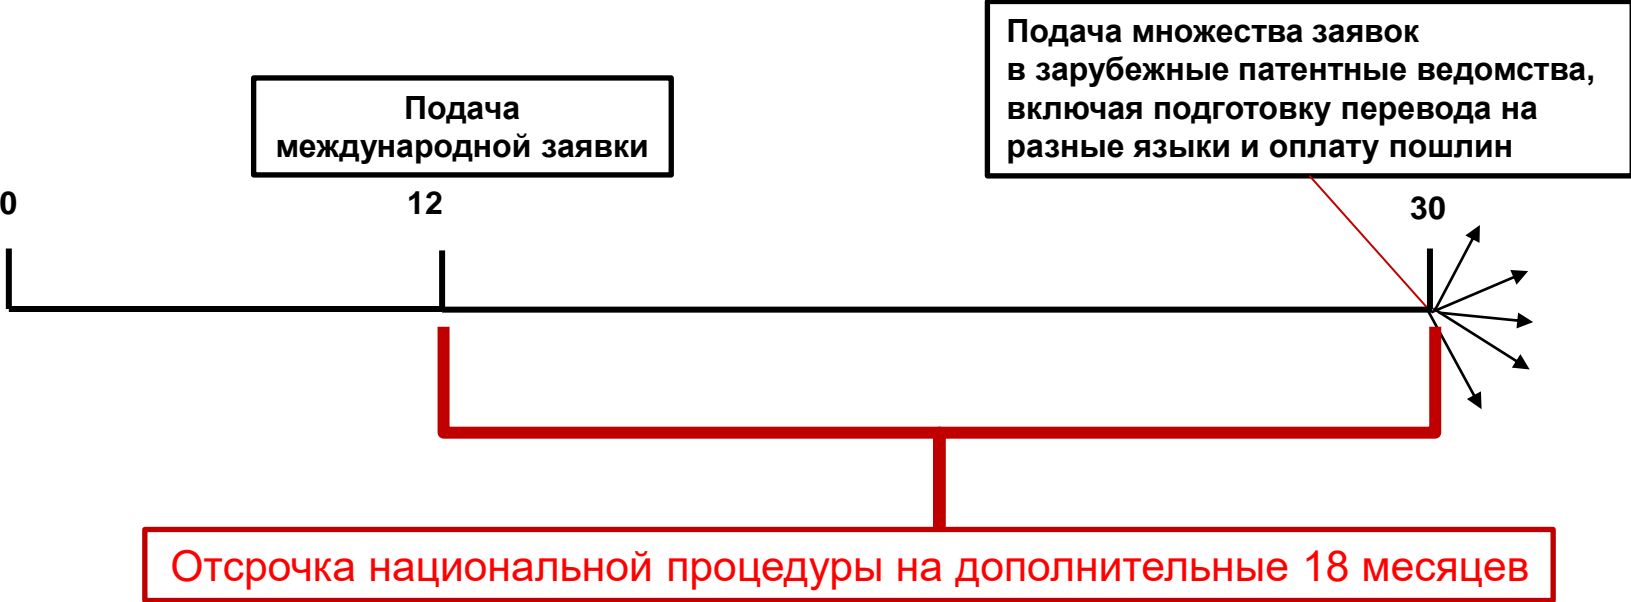 Подача множества заявок
в зарубежные патентные ведомства,
включая подготовку перевода на
разные языки и оплату пошлин
Подача
международной заявки
0
12
30
Отсрочка национальной процедуры на дополнительные 18 месяцев